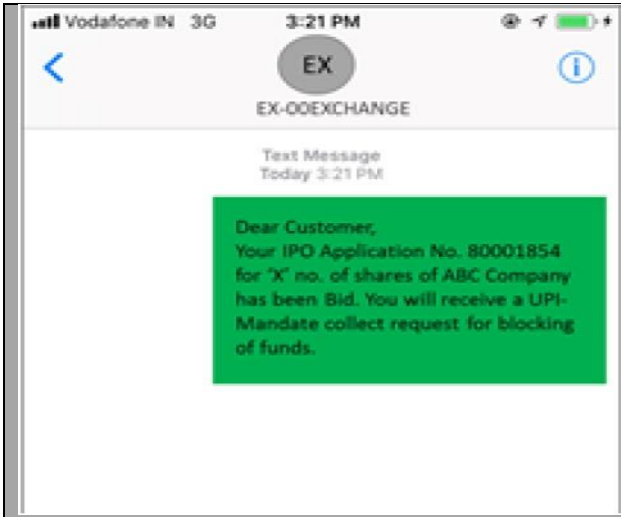 Vodafone IN 3G 3:21 PM
EX
EX-OOEXCHANGE
Text Message
Today 3:21 PM
Dear Customer,
Your IPO Application No. 80001854
for 'X' no. of shares of ABC Company
has been Bid. You will receive a UPI-
Mandate collect request for blocking
of funds.